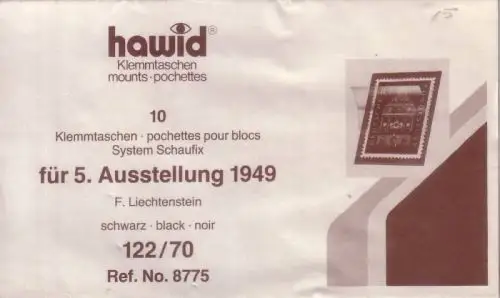 hawid®
Klemmtaschen
mounts·pochettes
10
Klemmtaschen · pochettes pour blocs
System Schaufix
für 5. Ausstellung 1949
F. Liechtenstein
schwarz · black · noir
122/70
Ref. No. 8775
15